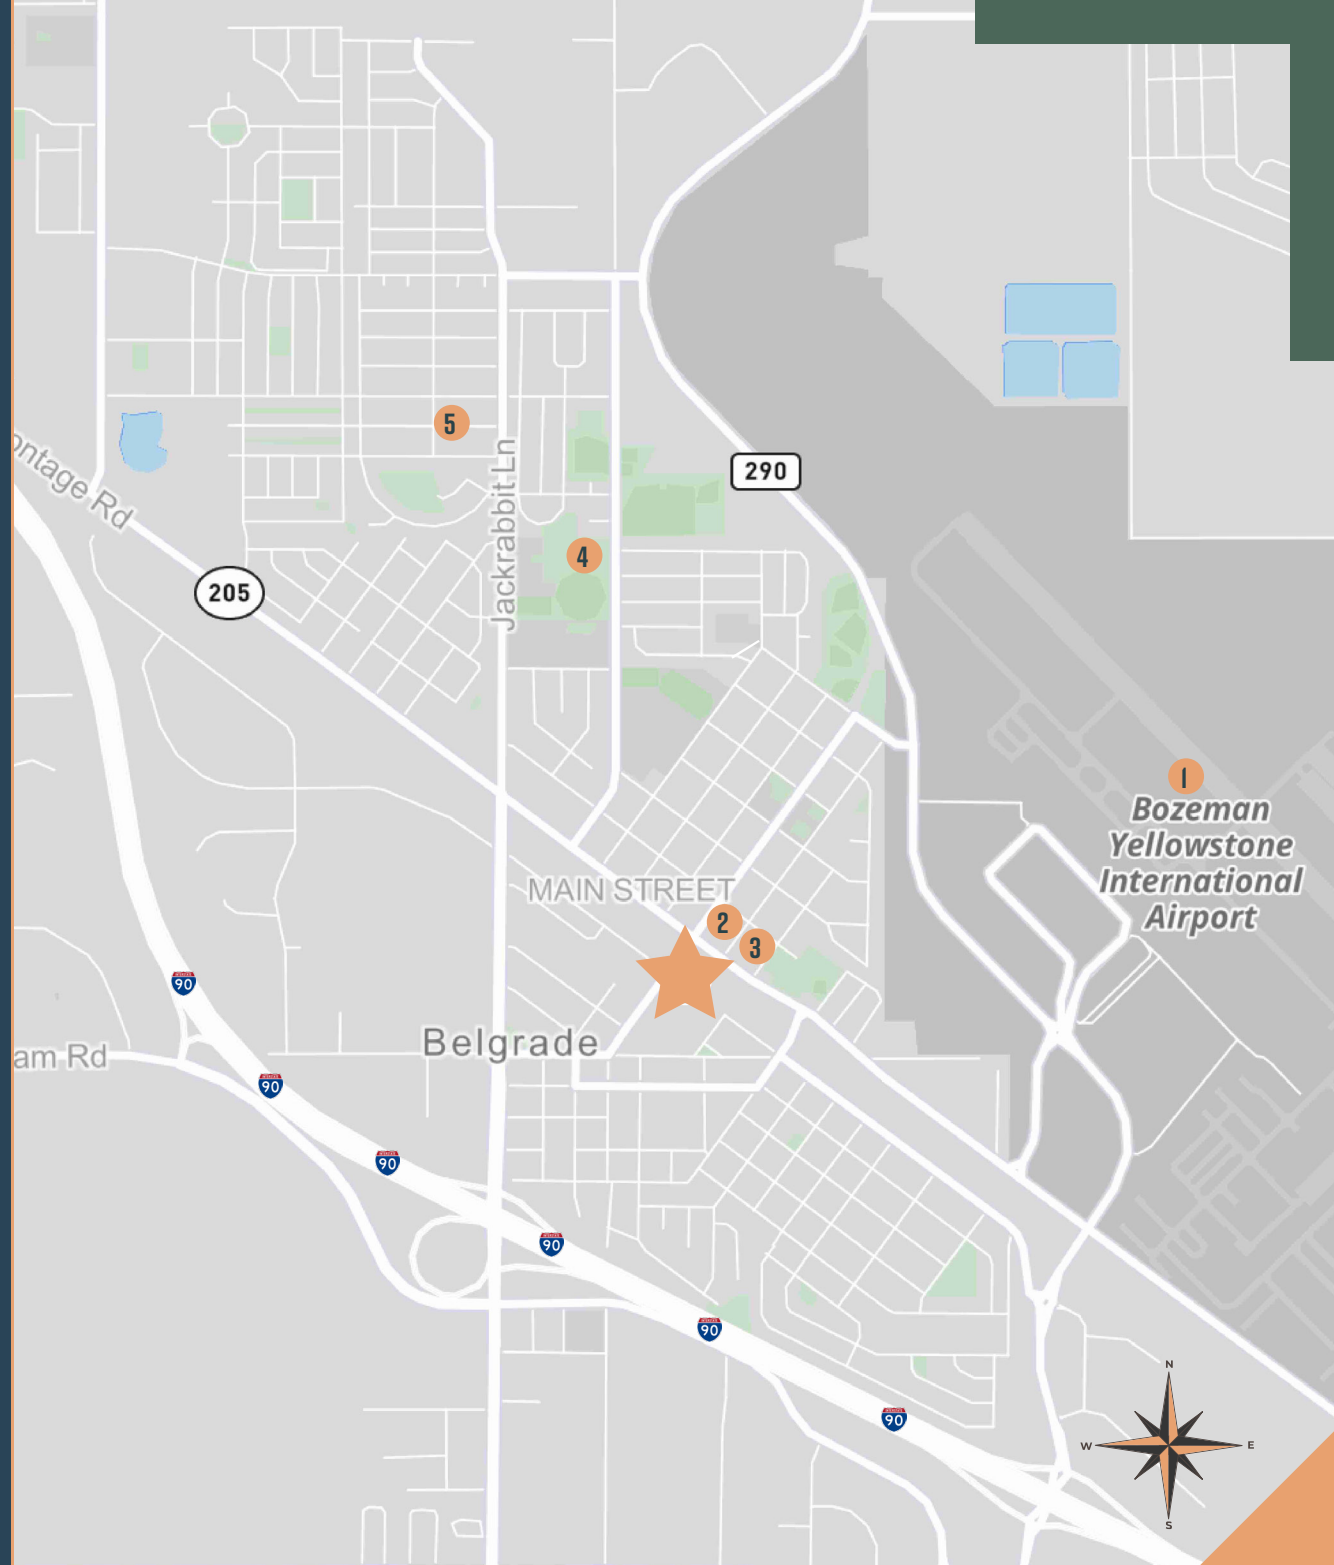 5
290
ontage Rd
Jackrabbit Ln
4
205
1
Bozeman
Yellowstone
International
Airport
MAIN STREET
2
3
90
Belgrade
am Rd
90
90
90
90
90
N
W
E
S